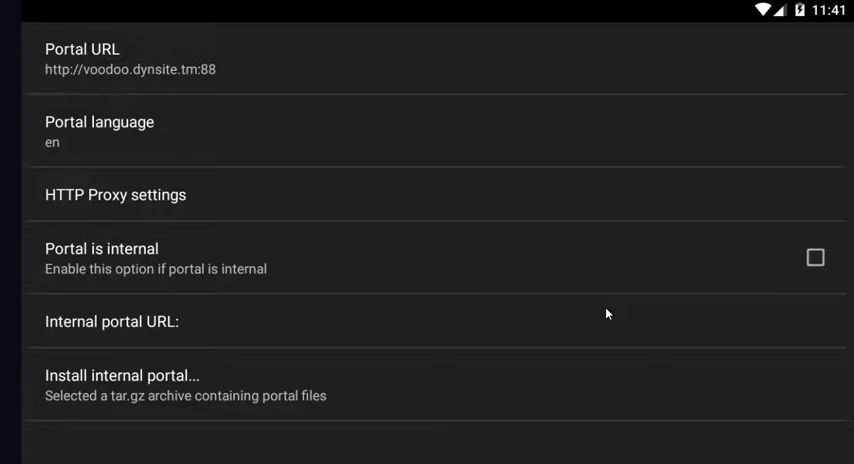 11:41
Portal URL
http://voodoo.dynsite.tm:88
Portal language
en
HTTP Proxy settings
Portal is internal
Enable this option if portal is internal
Internal portal URL:
Install internal portal...
Selected a tar.gz archive containing portal files